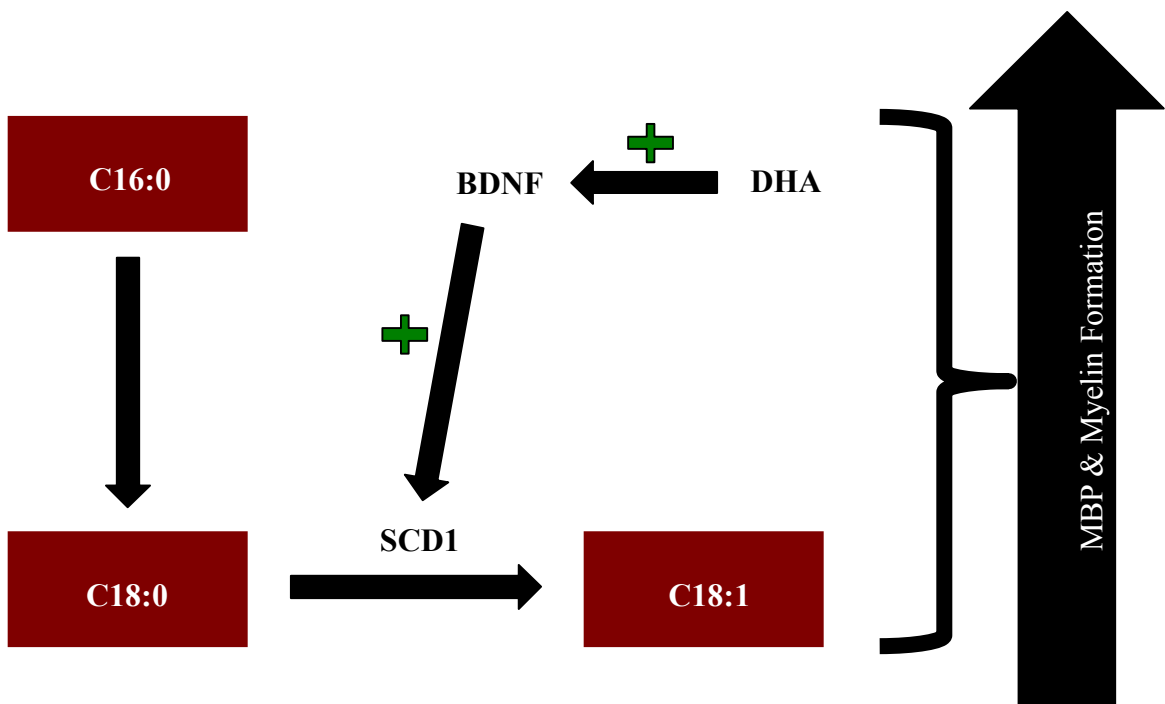 C16:0
BDNF
DHA
SCD1
C18:0
C18:1
MBP & Myelin Formation